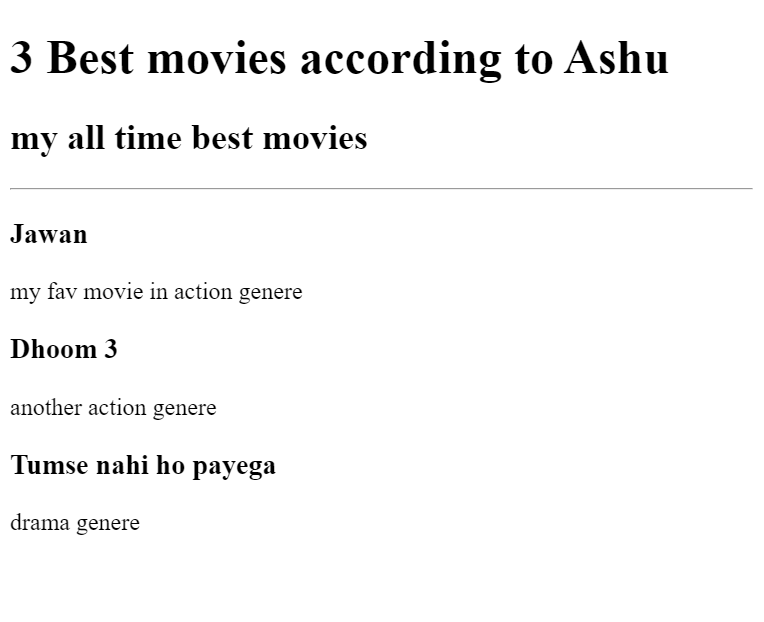 3 Best movies according to Ashu
my all time best movies
Jawan
my fav movie in action genere
Dhoom 3
another action genere
Tumse nahi ho payega
drama genere